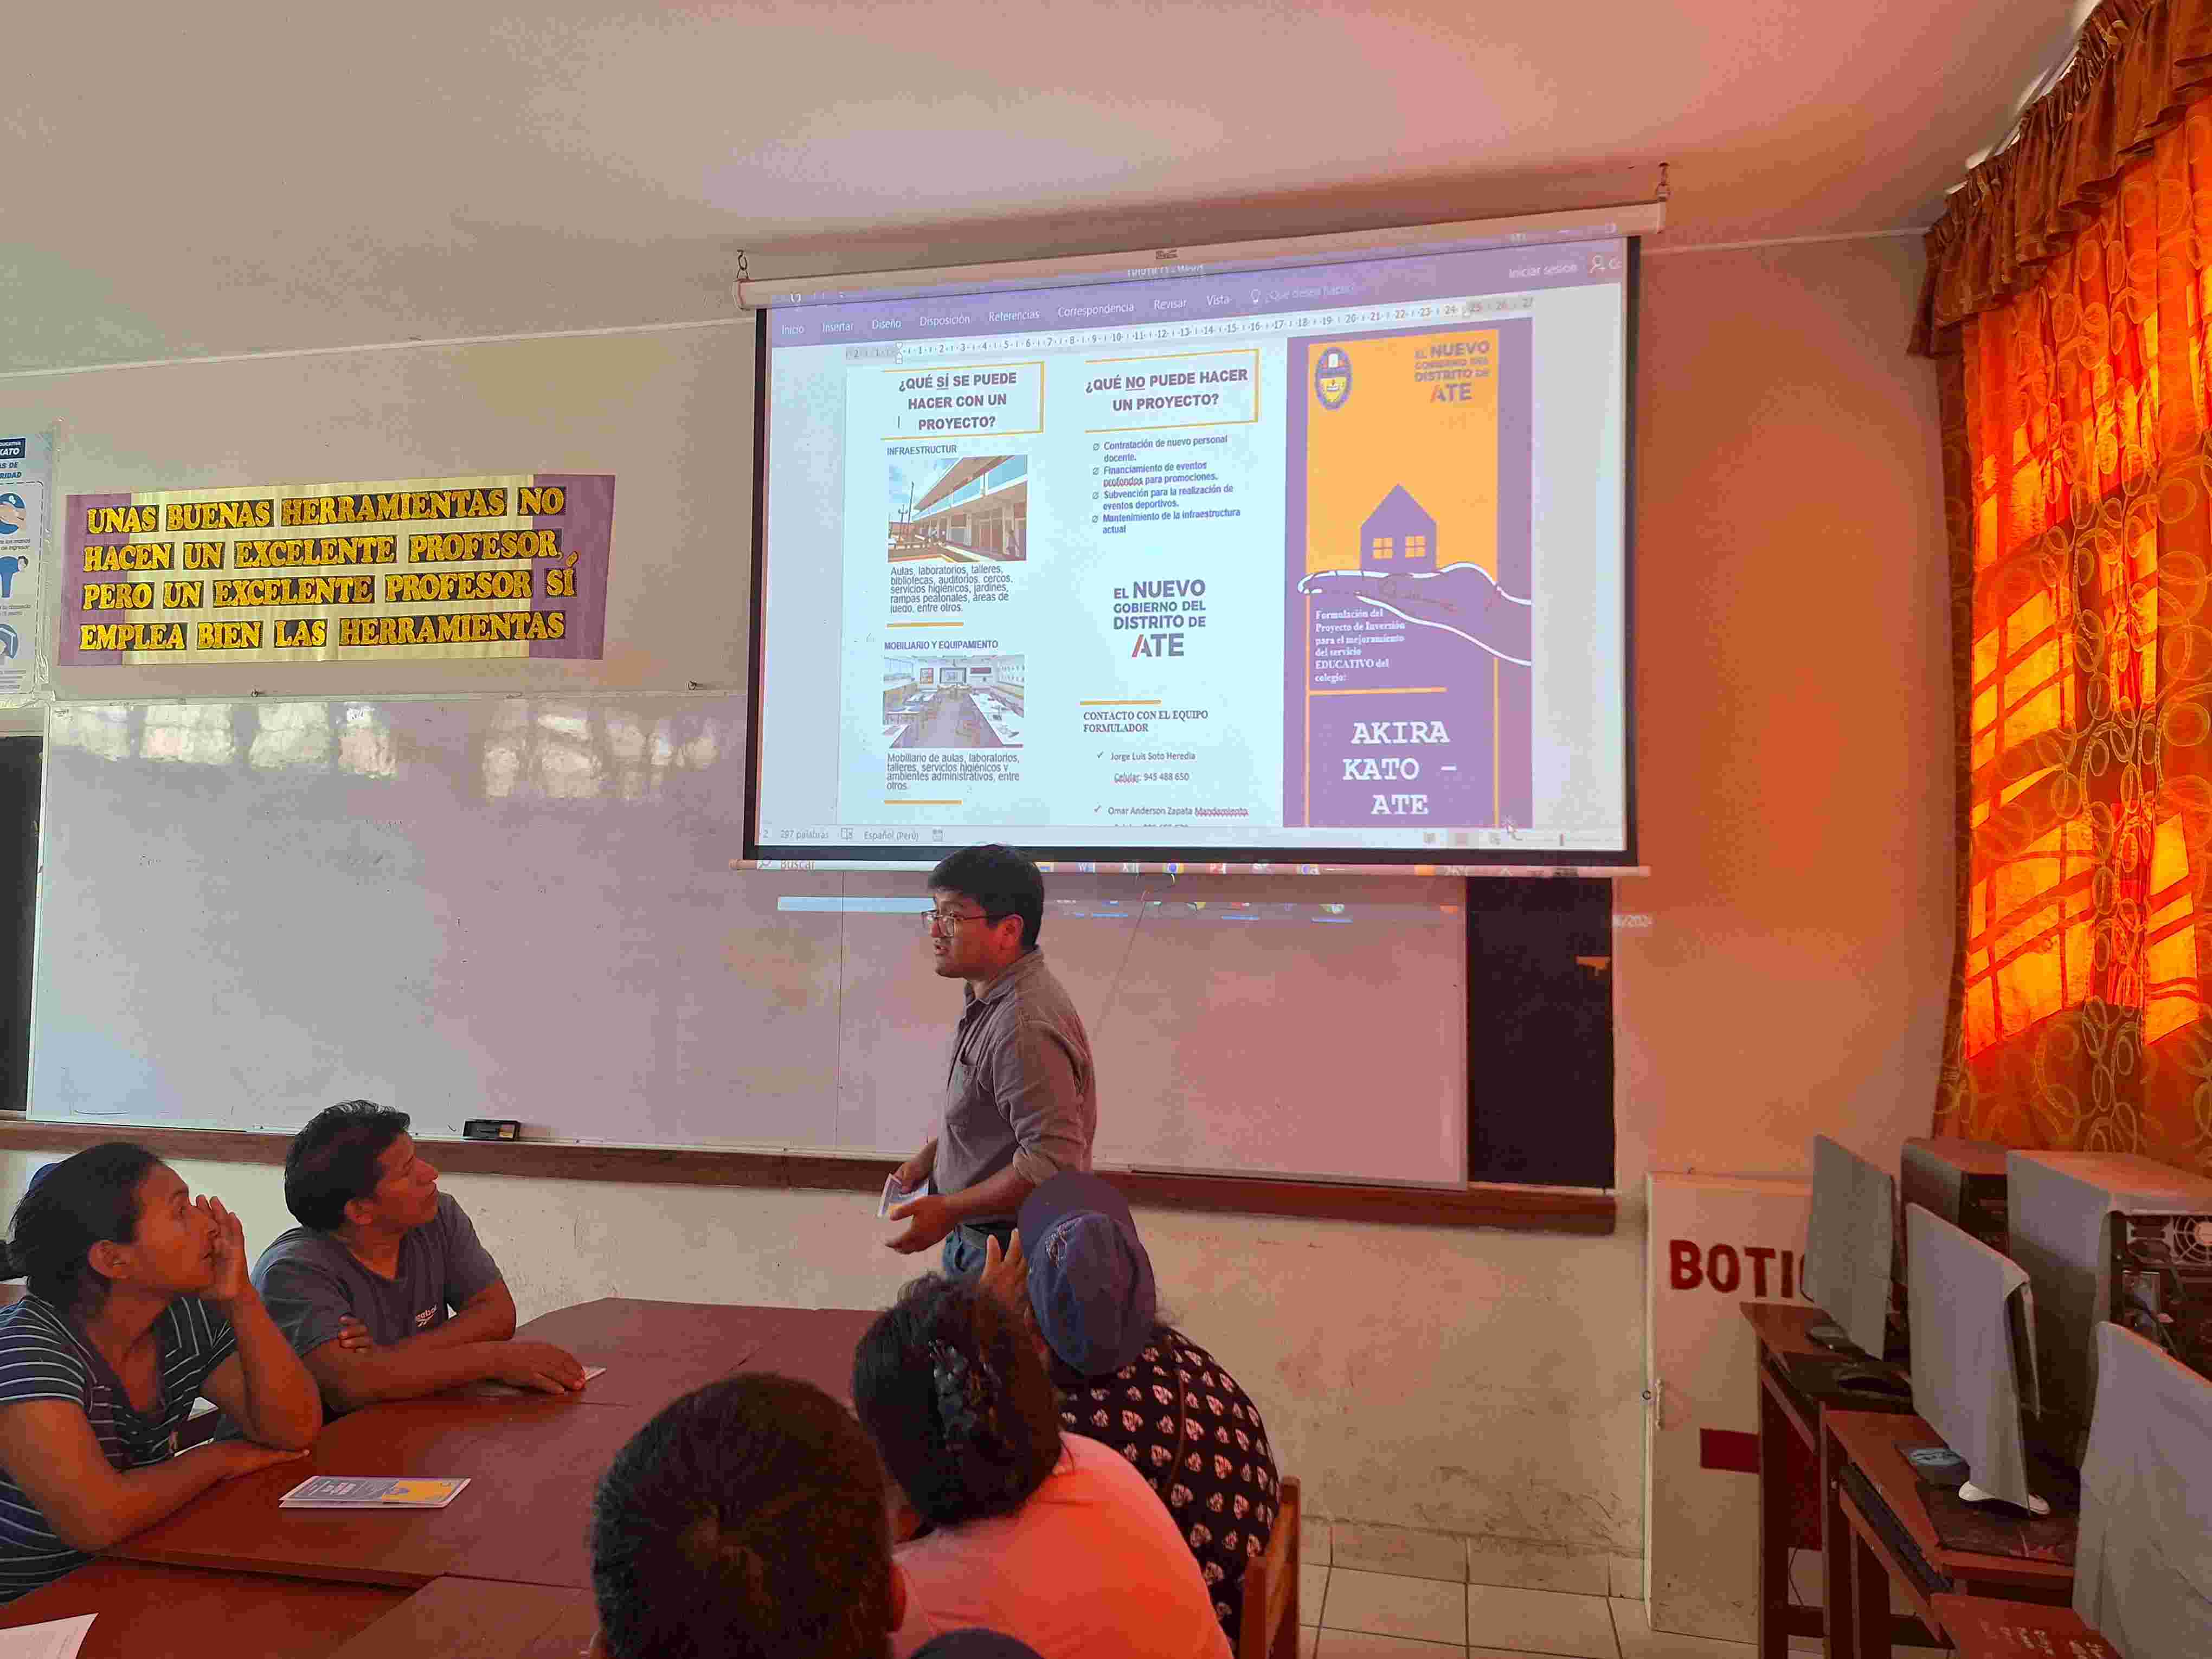 UNAS BUENAS HERRAMIENTAS NO
HACEN UN EXCELENTE PROFESOR,
PERO UN EXCELENTE PROFESOR SÍ
EMPLEA BIEN LAS HERRAMIENTAS
KATO
Iniciar sesión
Inicio Insertar Diseño Disposición Referencias Correspondencia Revisar Vista ¿Qué desea hacer?
¿QUÉ SÍ SE PUEDE
HACER CON UN
PROYECTO?
INFRAESTRUCTUR
Aulas, laboratorios, talleres,
bibliotecas, auditorios, cercos,
servicios higiénicos, jardines,
rampas peatonales, áreas de
juego, entre otros.
MOBILIARIO Y EQUIPAMIENTO
Mobiliario de aulas, laboratorios,
talleres, servicios higiénicos y
ambientes administrativos, entre
otros.
¿QUÉ NO PUEDE HACER
UN PROYECTO?
Contratación de nuevo personal
docente.
Financiamiento de eventos
profondos para promociones.
Subvención para la realización de
eventos deportivos.
Mantenimiento de la infraestructura
actual
EL NUEVO
GOBIERNO DEL
DISTRITO DE
ATE
CONTACTO CON EL EQUIPO
FORMULADOR
✓ Jorge Luis Soto Heredia
Celular: 945 488 650
✓ Omar Anderson Zapata Mandamiento
EL NUEVO
GOBIERNO DEL
DISTRITO DE
ATE
Formulación del
Proyecto de Inversión
para el mejoramiento
del servicio
EDUCATIVO del
colegio:
AKIRA
KATO –
ATE
297 palabras Español (Perú)
Buscar
BOTI